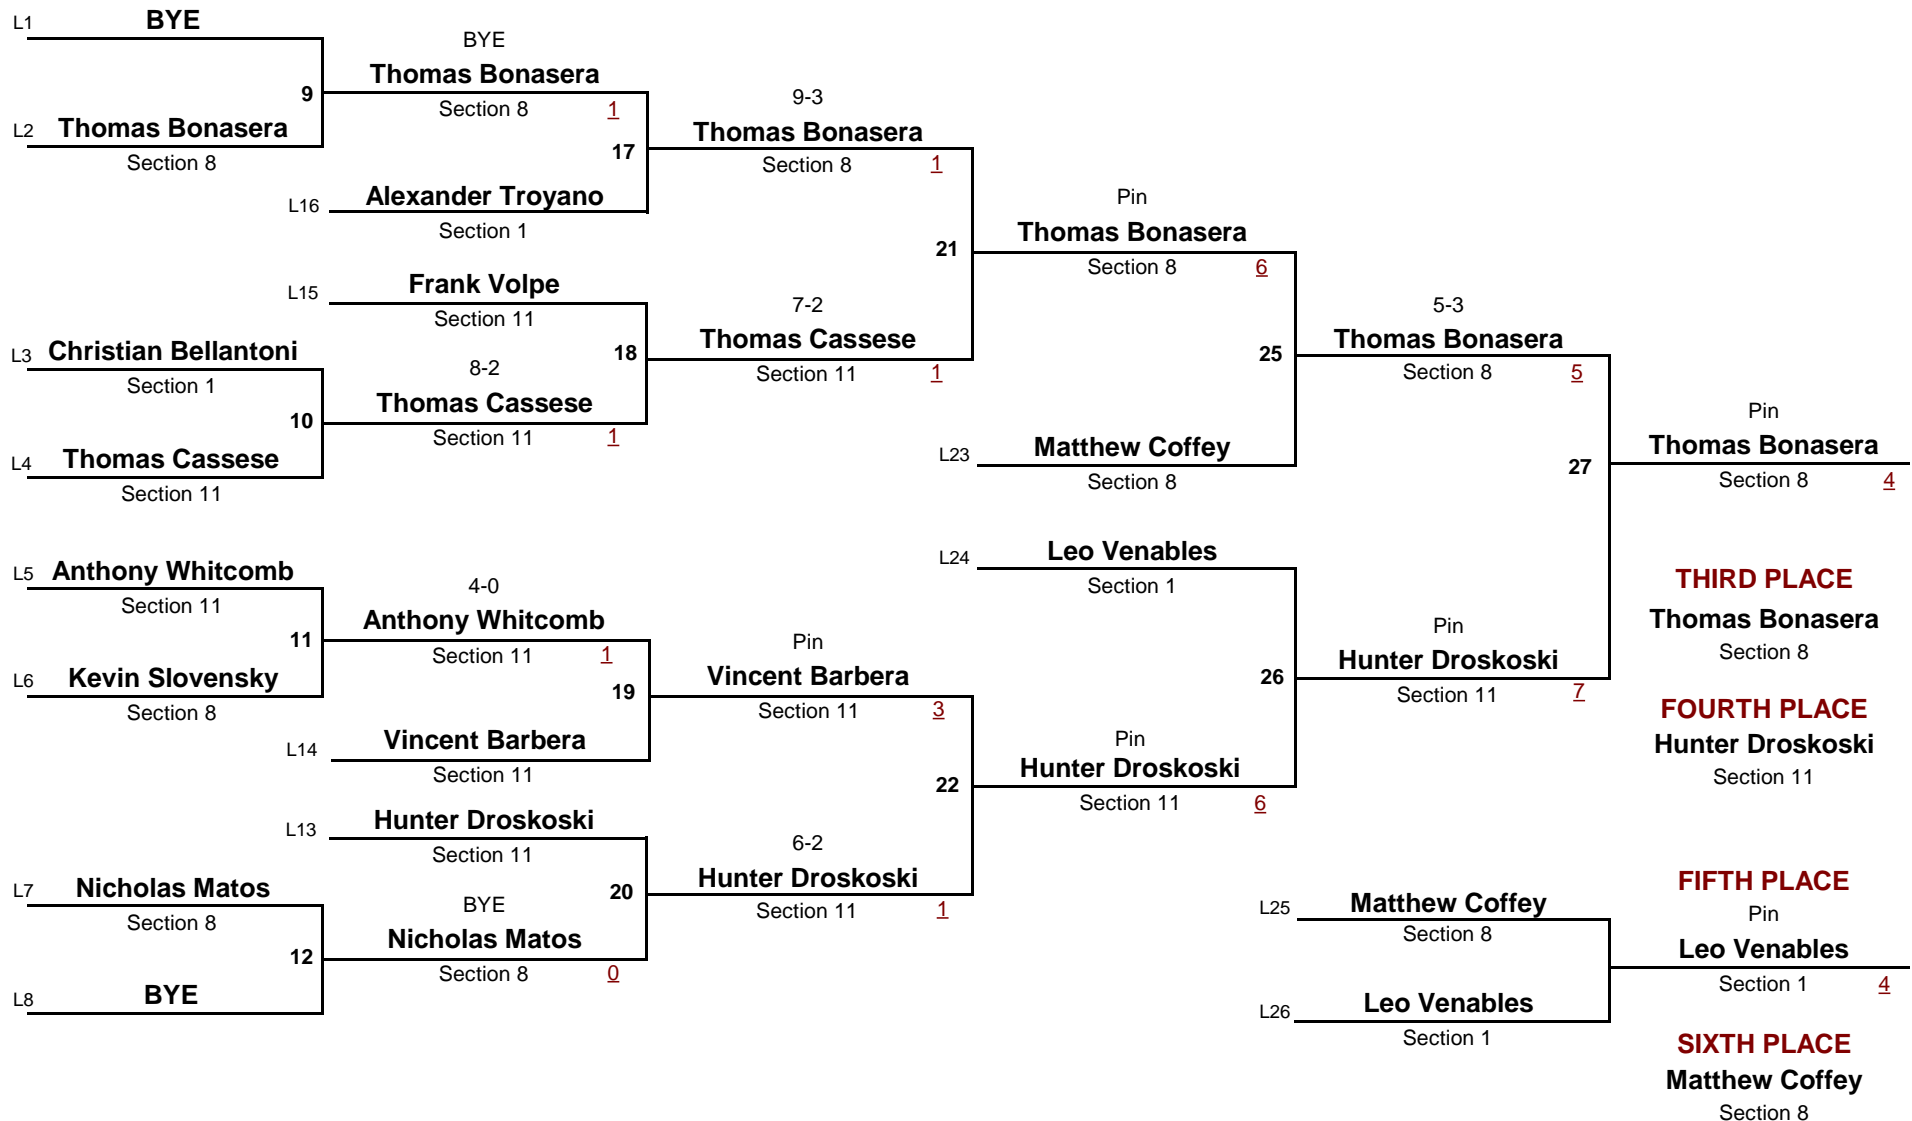 L1 BYE
9
L2 Thomas Bonasera
Section 8
BYE
Thomas Bonasera
Section 8 1
17
L16 Alexander Troyano
Section 1
9-3
Thomas Bonasera
Section 8 1
L15 Frank Volpe
Section 11
L3 Christian Bellantoni
Section 1
10
L4 Thomas Cassese
Section 11
8-2
Thomas Cassese
Section 11 1
18
7-2
Thomas Cassese
Section 11 1
21
Pin
Thomas Bonasera
Section 8 6
25
L23 Matthew Coffey
Section 8
5-3
Thomas Bonasera
Section 8 5
27
Pin
Thomas Bonasera
Section 8 4
L5 Anthony Whitcomb
Section 11
11
L6 Kevin Slovensky
Section 8
4-0
Anthony Whitcomb
Section 11 1
19
L14 Vincent Barbera
Section 11
Pin
Vincent Barbera
Section 11 3
L13 Hunter Droskoski
Section 11
L7 Nicholas Matos
Section 8
12
L8 BYE
BYE
Nicholas Matos
Section 8 0
20
6-2
Hunter Droskoski
Section 11 1
22
L24 Leo Venables
Section 1
Pin
Hunter Droskoski
Section 11 6
26
Pin
Hunter Droskoski
Section 11 7
THIRD PLACE
Thomas Bonasera
Section 8
FOURTH PLACE
Hunter Droskoski
Section 11
L25 Matthew Coffey
Section 8
L26 Leo Venables
Section 1
FIFTH PLACE
Pin
Leo Venables
Section 1 4
SIXTH PLACE
Matthew Coffey
Section 8